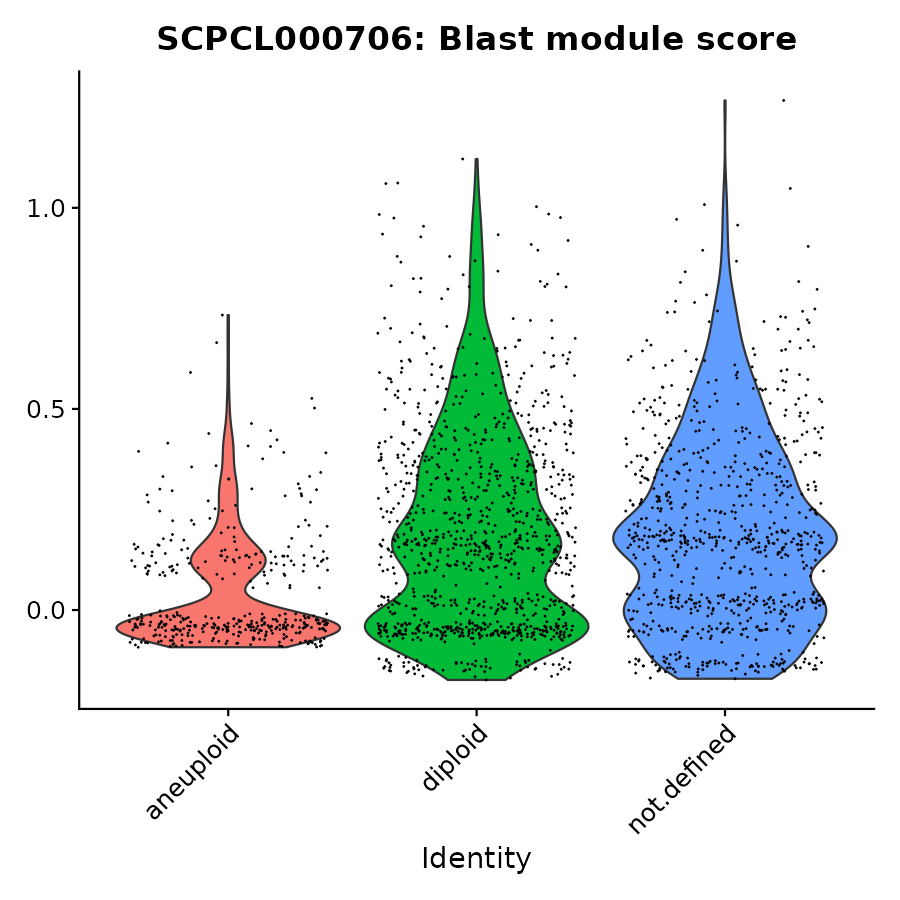 SCPCL000706: Blast module score
1.0
0.5
0.0
aneuploid
diploid
not.defined
Identity